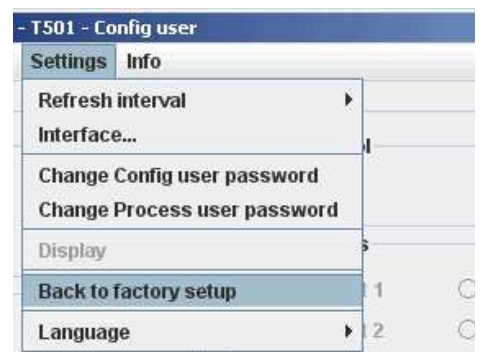 - T501 - Config user
Settings Info
Refresh interval
Interface...
Change Config user password
Change Process user password
Display
Back to factory setup
1
Language
2